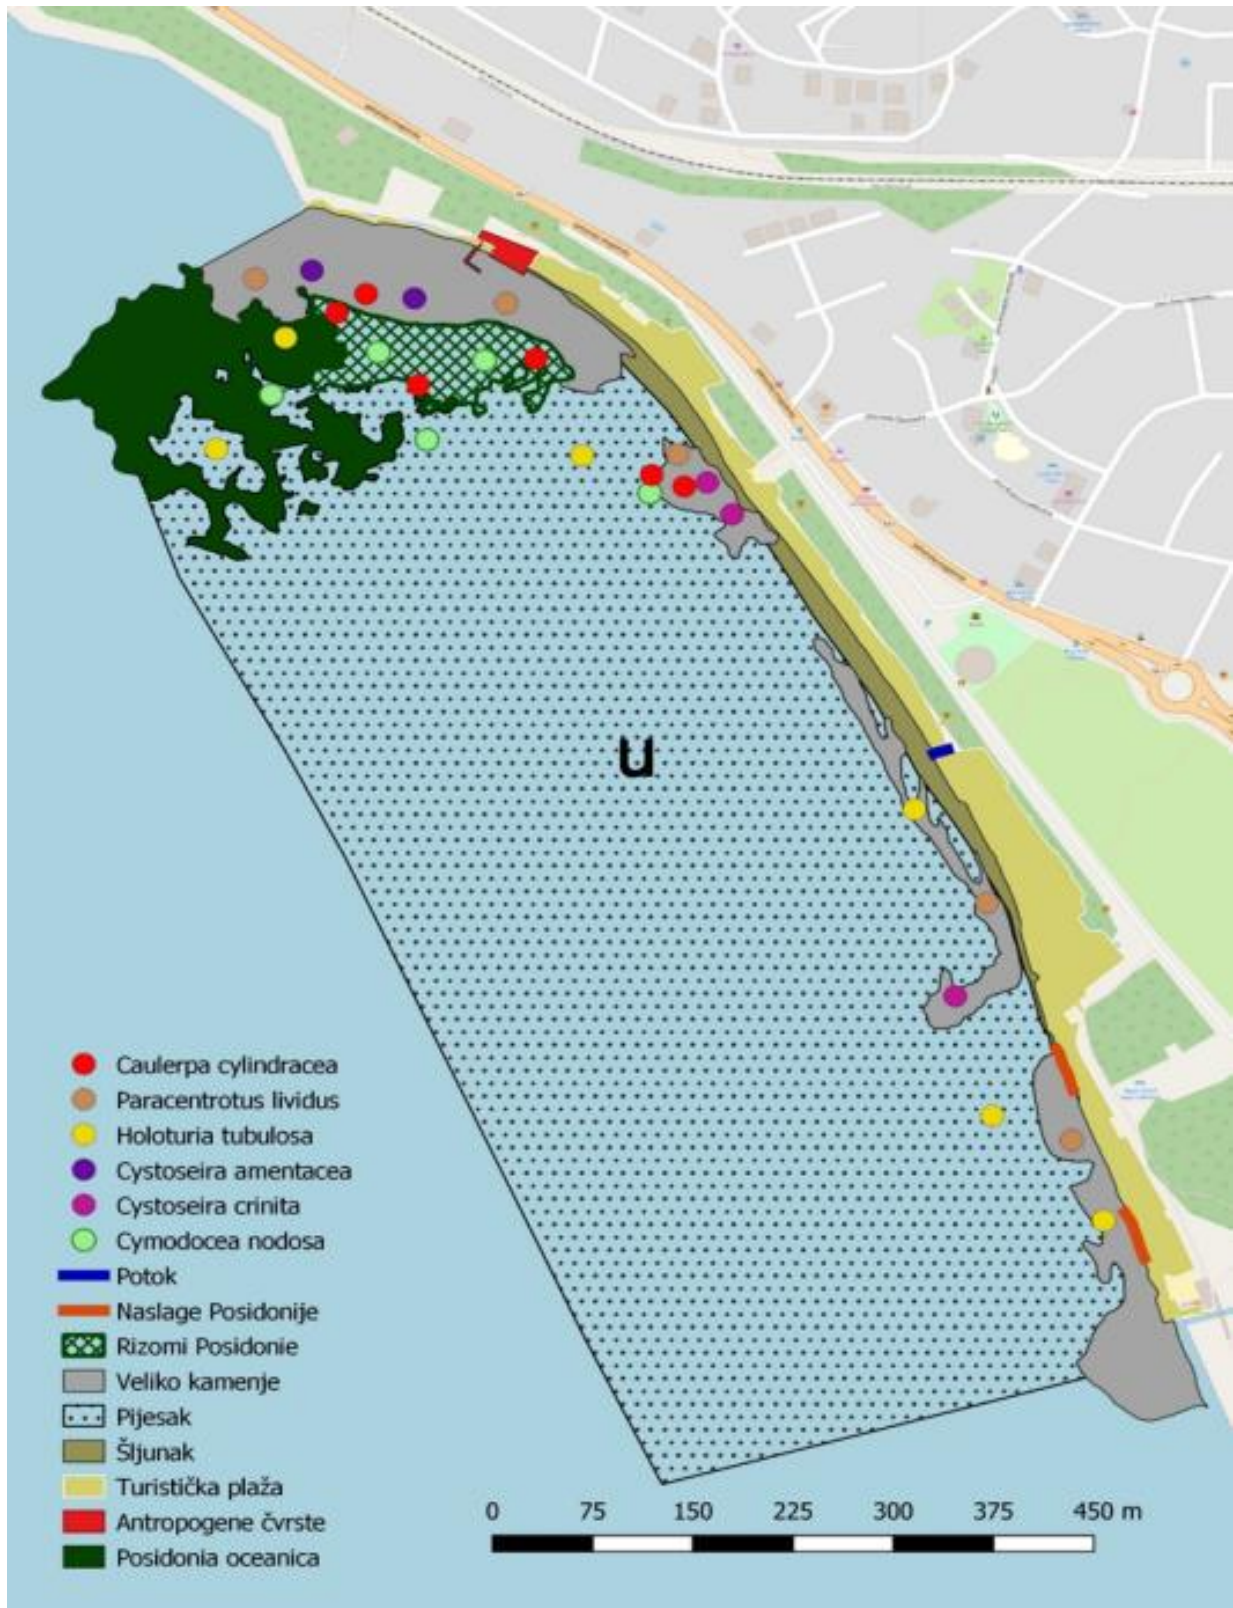 u
Caulerpa cylindracea
Paracentrotus lividus
Holoturia tubulosa
Cystoseira amentacea
Cystoseira crinita
Cymodocea nodosa
Potok
Naslage Posidonije
Rizomi Posidonie
Veliko kamenje
Pijesak
Šljunak
Turistička plaža
Antropogene čvrste
Posidonia oceanica
0 75 150 225 300 375 450 m